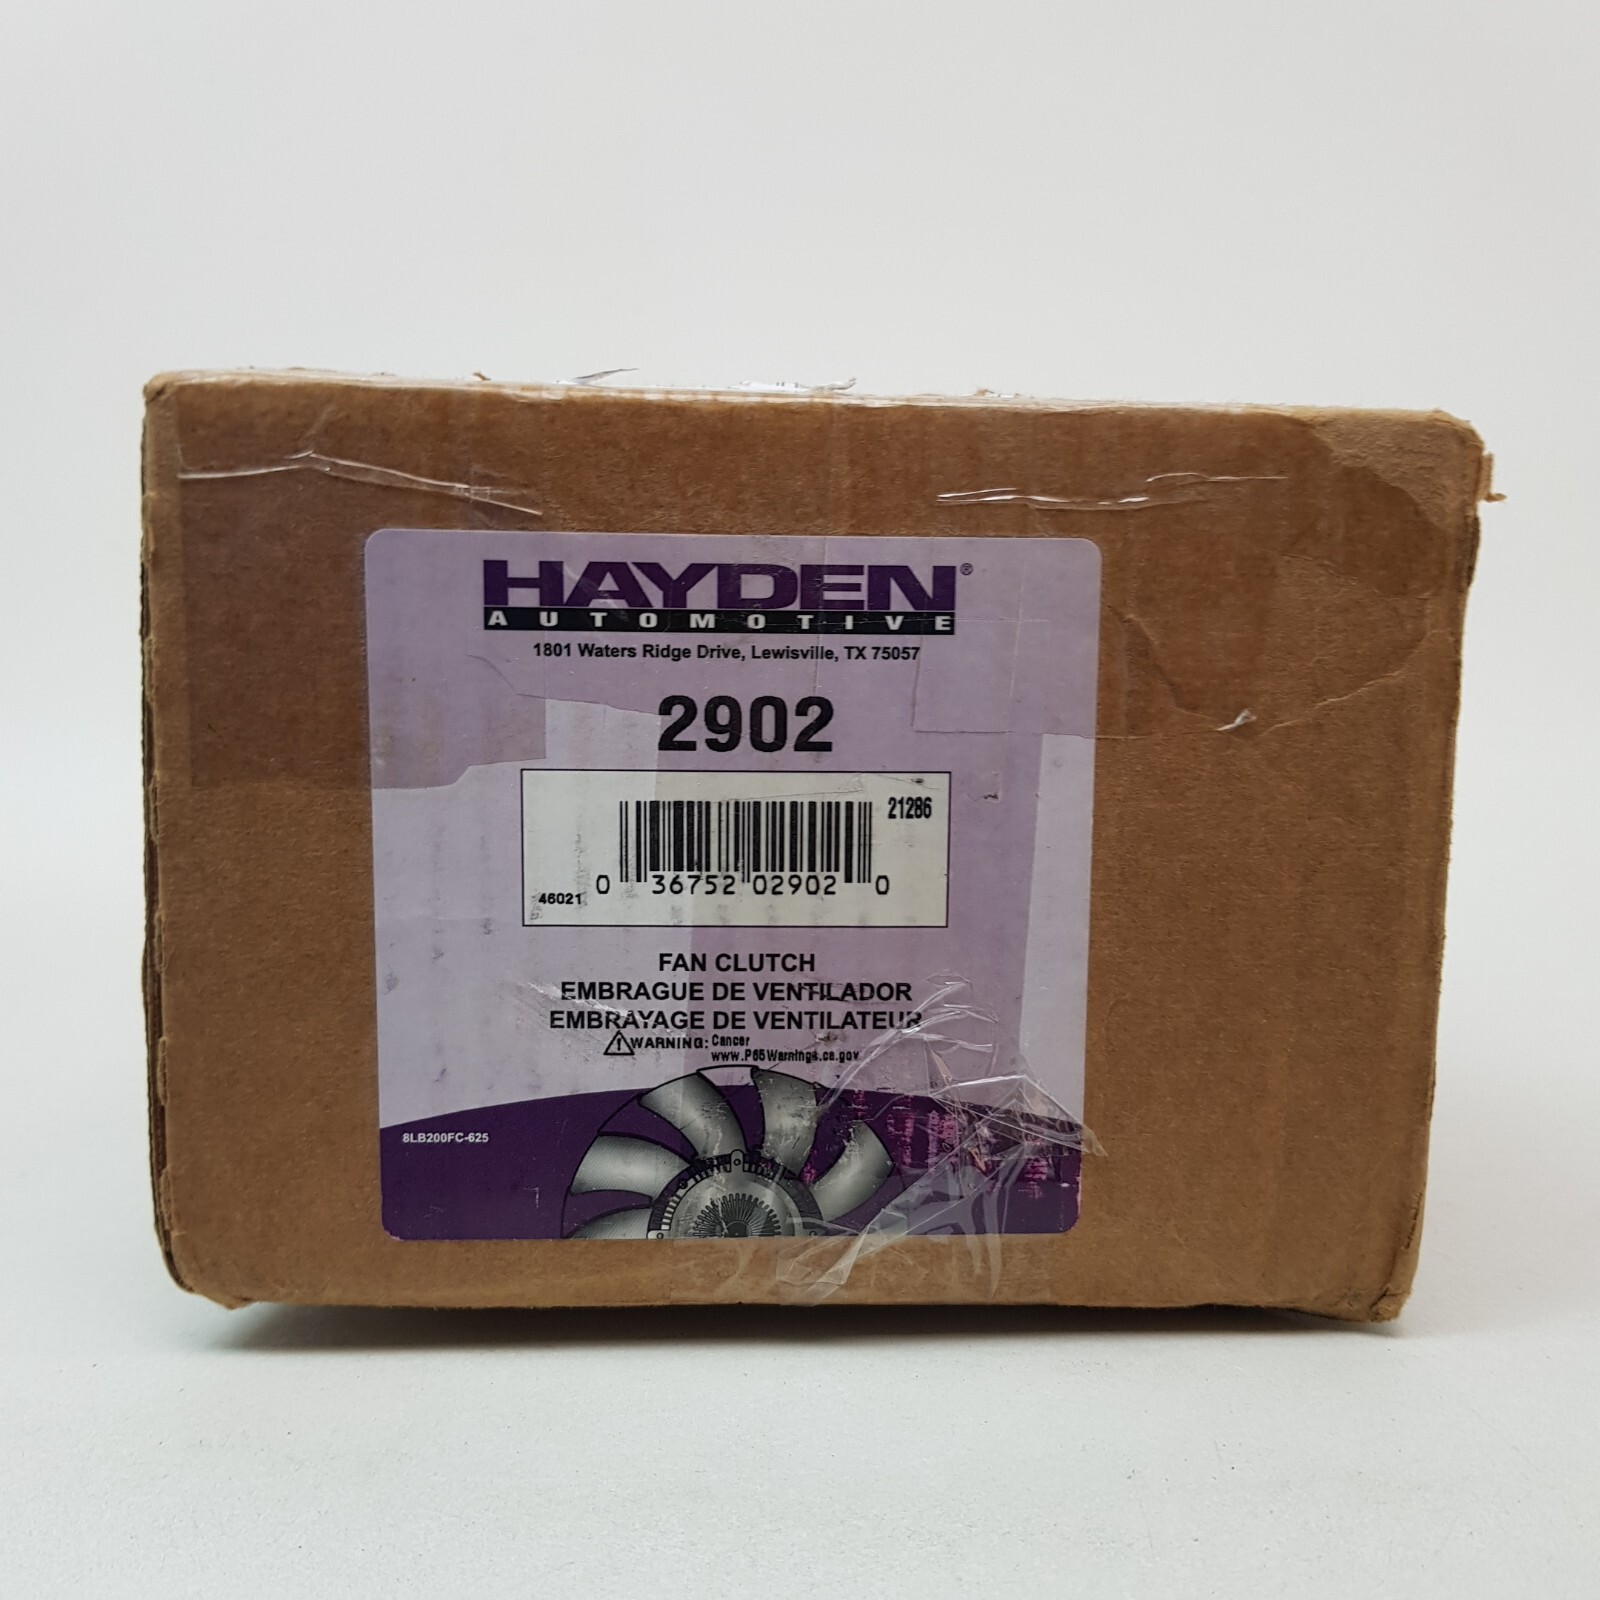 HAYDEN®
AUTOMOTIVE
1801 Waters Ridge Drive, Lewisville, TX 75057
2902
21286
0 36752 02902 0
46021
FAN CLUTCH
EMBRAGUE DE VENTILADOR
EMBRAYAGE DE VENTILATEUR
WARNING: Cancer
www.P65Warnings.ca.gov
8LB200FC-625